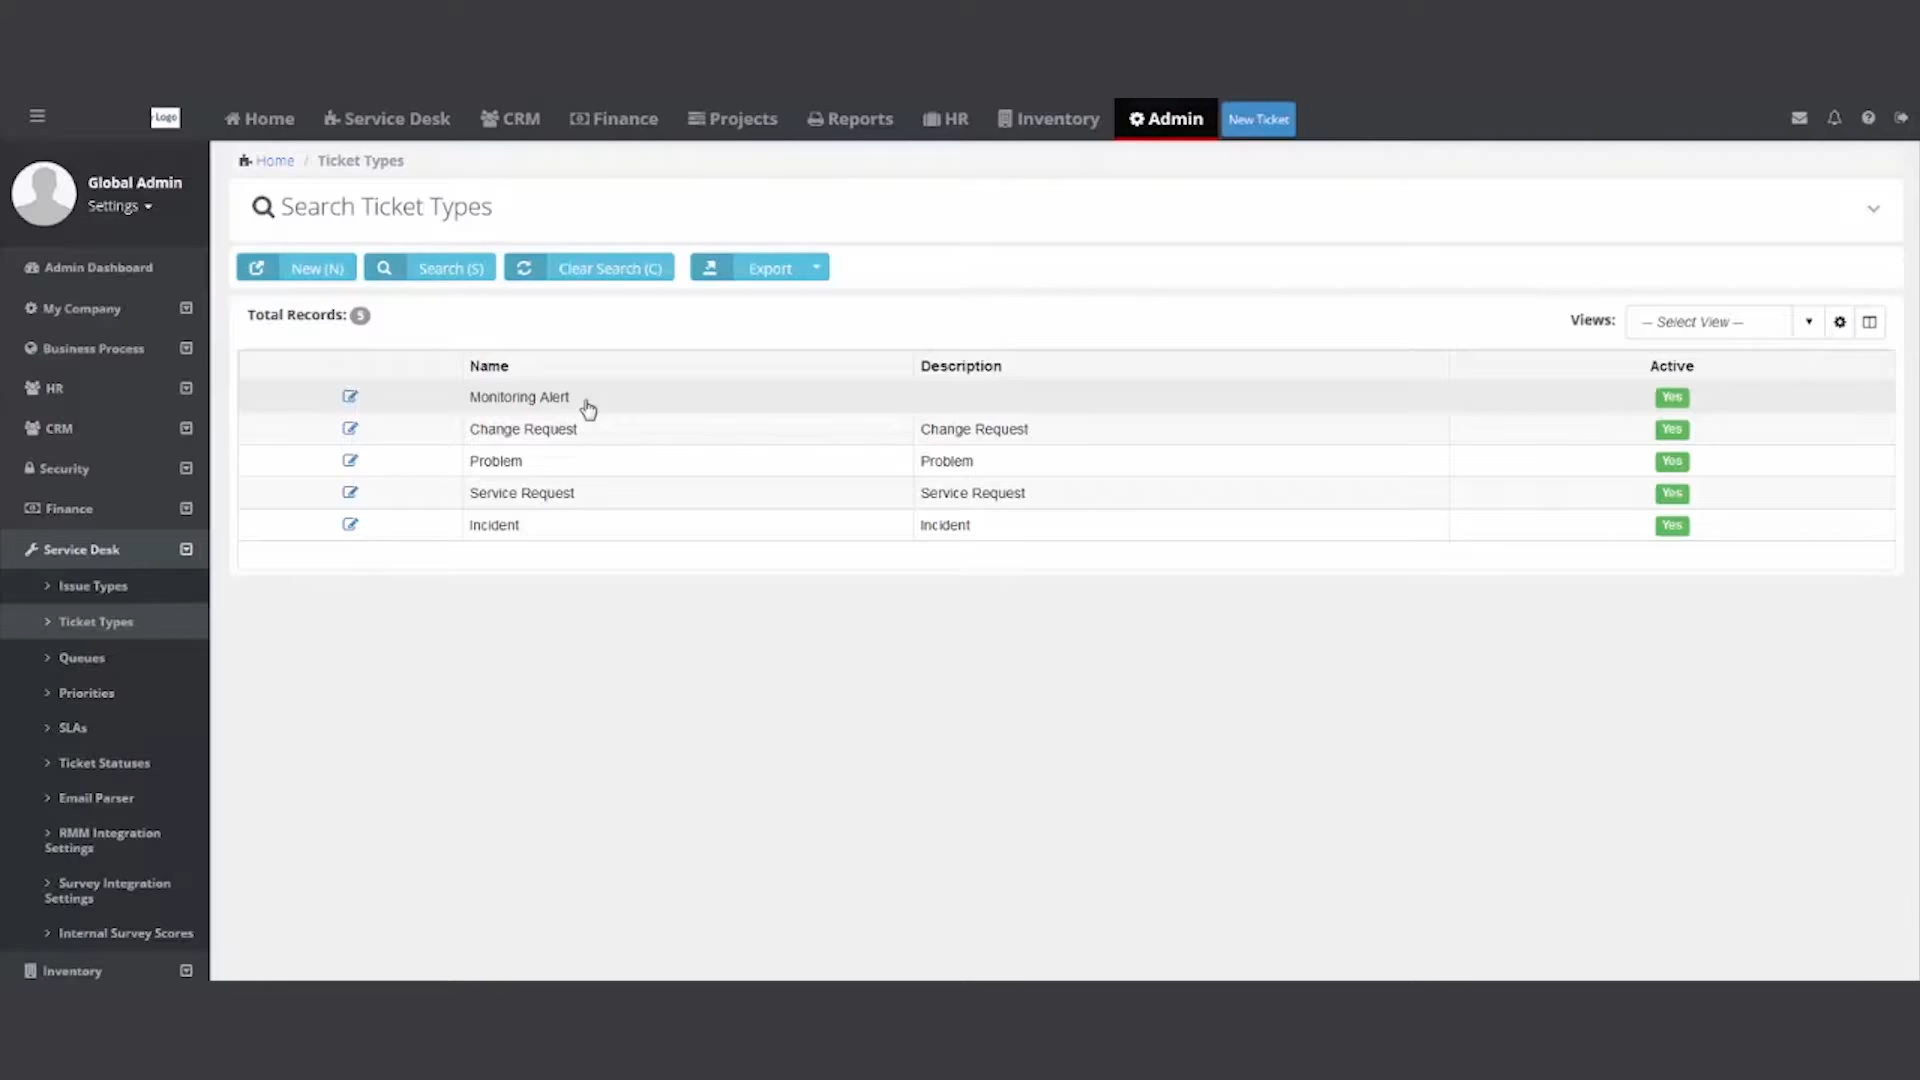 Logo
Home
Service Desk
CRM
Finance
Projects
Reports
HR
Inventory
Admin
New Ticket
Global Admin
Settings
Home / Ticket Types
Search Ticket Types
New (N)
Search (S)
Clear Search (C)
Export
Total Records: 5
Views:
-- Select View --
Name Description Active
Monitoring Alert Yes
Change Request Change Request Yes
Problem Problem Yes
Service Request Service Request Yes
Incident Incident Yes
Admin Dashboard
My Company
Business Process
HR
CRM
Security
Finance
Service Desk
> Issue Types
> Ticket Types
> Queues
> Priorities
> SLAs
> Ticket Statuses
> Email Parser
> RMM Integration
Settings
> Survey Integration
Settings
> Internal Survey Scores
Inventory